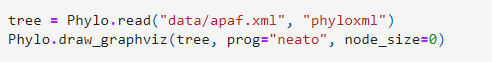 tree = Phylo.read("data/apaf.xml", "phyloxml")
Phylo.draw_graphviz(tree, prog="neato", node_size=0)